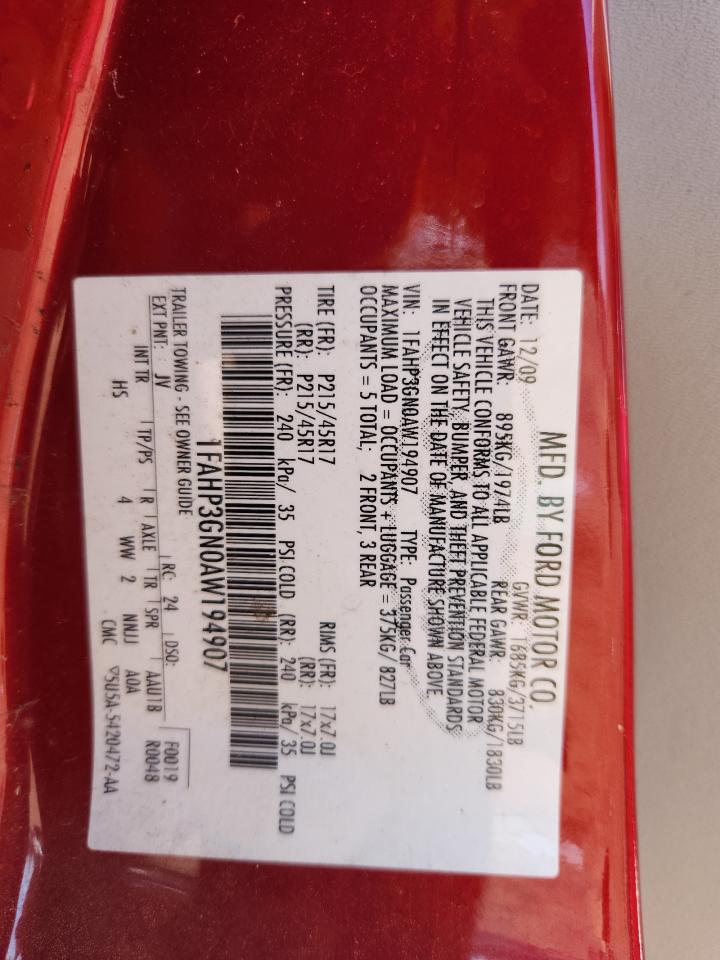 MFD. BY FORD MOTOR CO.
DATE: 12/09 GVWR: 1685KG/3715LB
FRONT GAWR: 895KG/1974LB REAR GAWR: 830KG/1830LB
THIS VEHICLE CONFORMS TO ALL APPLICABLE FEDERAL MOTOR
VEHICLE SAFETY, BUMPER, AND THEFT PREVENTION STANDARDS
IN EFFECT ON THE DATE OF MANUFACTURE SHOWN ABOVE.
VIN: 1FAHP3GN0AW194907 TYPE: Passenger Car
MAXIMUM LOAD = OCCUPANTS + LUGGAGE = 375KG/ 827LB
OCCUPANTS = 5 TOTAL; 2 FRONT, 3 REAR
TIRE (FR): P215/45R17 RIMS (FR): 17x7.0J
(RR): P215/45R17 (RR): 17x7.0J
PRESSURE (FR): 240 kPa/ 35 PSI COLD (RR): 240 kPa/ 35 PSI COLD
1FAHP3GN0AW194907
TRAILER TOWING - SEE OWNER GUIDE
EXT PNT: JV RC: 24 DSO: F0019
R0048
INT TR TP/PS R AXLE TR SPR AAU1B
HS 4 WW 2 NNJJ A0A
CMC 5U5A-5420472-AA